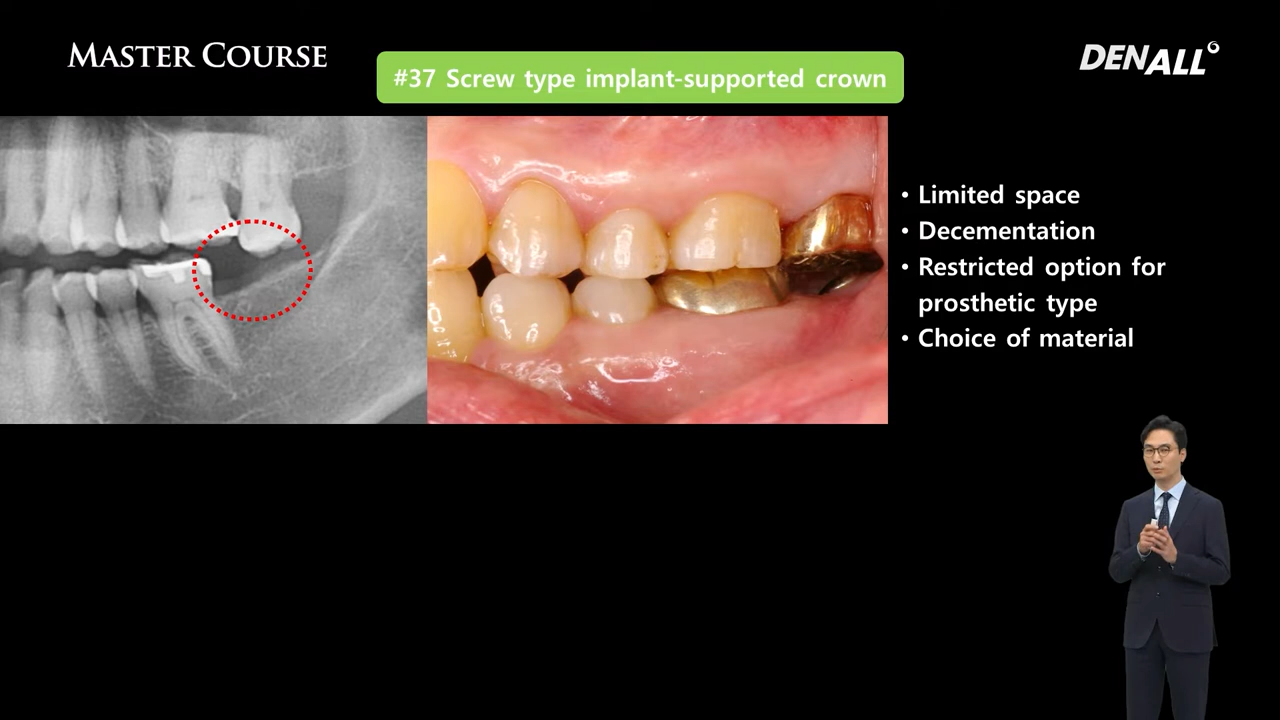 MASTER COURSE
#37 Screw type implant-supported crown
DENALL
• Limited space
• Decementation
• Restricted option for
prosthetic type
• Choice of material